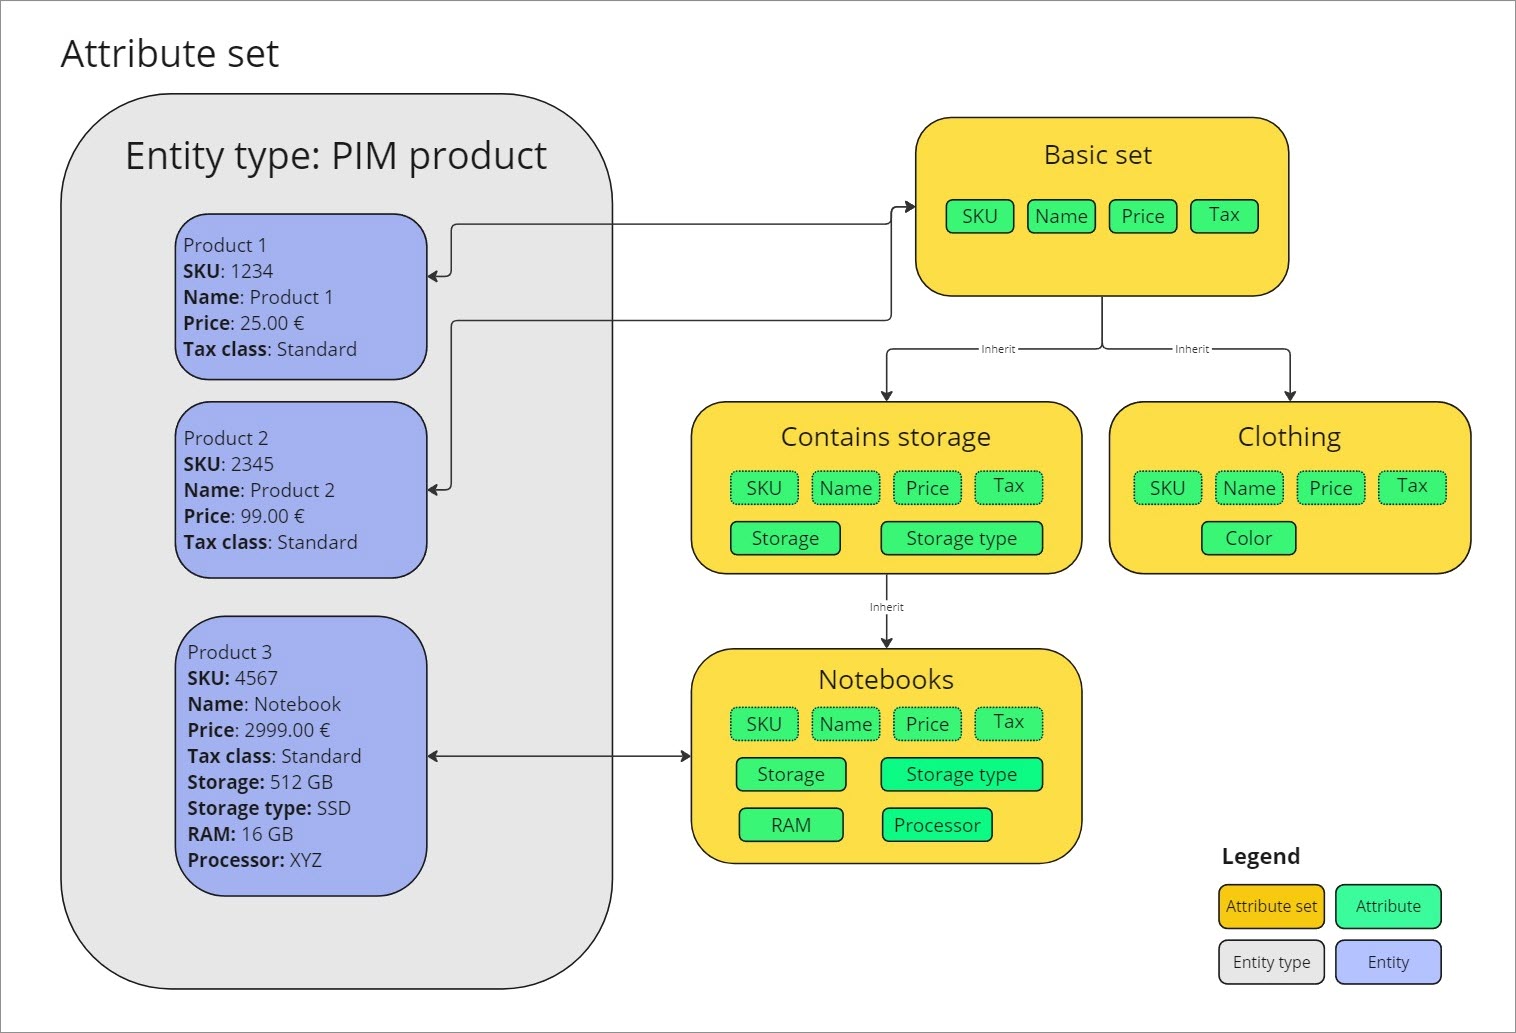 Attribute set
Entity type: PIM product
Product 1
SKU: 1234
Name: Product 1
Price: 25.00 €
Tax class: Standard
Product 2
SKU: 2345
Name: Product 2
Price: 99.00 €
Tax class: Standard
Product 3
SKU: 4567
Name: Notebook
Price: 2999.00 €
Tax class: Standard
Storage: 512 GB
Storage type: SSD
RAM: 16 GB
Processor: XYZ
Basic set
SKU Name Price Tax
Inherit Inherit
Contains storage
SKU Name Price Tax
Storage Storage type
Clothing
SKU Name Price Tax
Color
Inherit
Notebooks
SKU Name Price Tax
Storage Storage type
RAM Processor
Legend
Attribute set Attribute
Entity type Entity